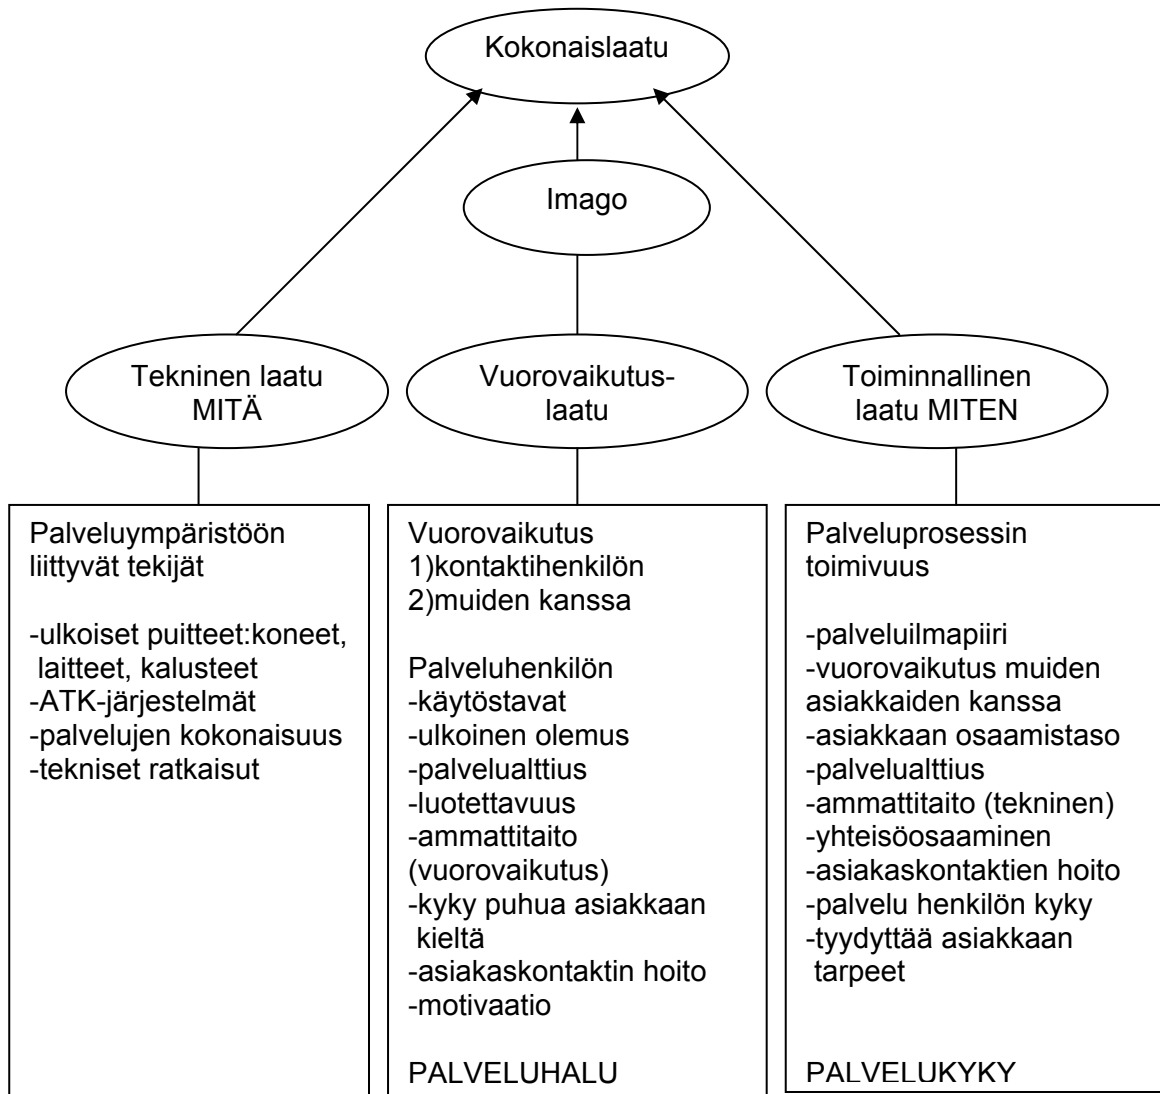 Kokonaislaatu
Imago
Tekninen laatu
MITÄ
Vuorovaikutus-
laatu
Toiminnallinen
laatu MITEN
Palveluympäristöön
liittyvät tekijät
-ulkoiset puitteet:koneet,
laitteet, kalusteet
-ATK-järjestelmät
-palvelujen kokonaisuus
-tekniset ratkaisut
Vuorovaikutus
1)kontaktihenkilön
2)muiden kanssa
Palveluhenkilön
-käytöstavat
-ulkoinen olemus
-palvelualttius
-luotettavuus
-ammattitaito
(vuorovaikutus)
-kyky puhua asiakkaan
kieltä
-asiakaskontaktin hoito
-motivaatio
PALVELUHALU
Palveluprosessin
toimivuus
-palveluilmapiiri
-vuorovaikutus muiden
asiakkaiden kanssa
-asiakkaan osaamistaso
-palvelualttius
-ammattitaito (tekninen)
-yhteisöosaaminen
-asiakaskontaktien hoito
-palvelu henkilön kyky
-tyydyttää asiakkaan
tarpeet
PALVELUKYKY